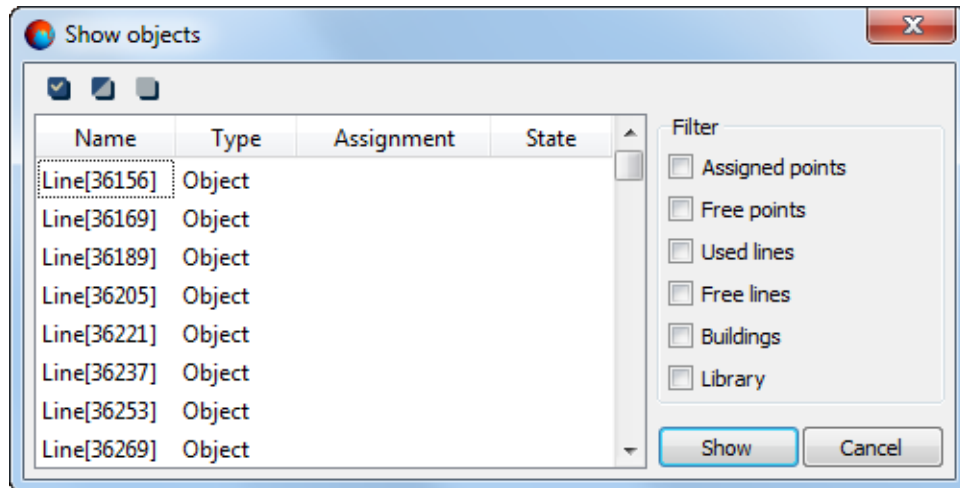 Show objects
Name Type Assignment State
Line[36156] Object
Line[36169] Object
Line[36189] Object
Line[36205] Object
Line[36221] Object
Line[36237] Object
Line[36253] Object
Line[36269] Object
Filter
Assigned points
Free points
Used lines
Free lines
Buildings
Library
Show Cancel